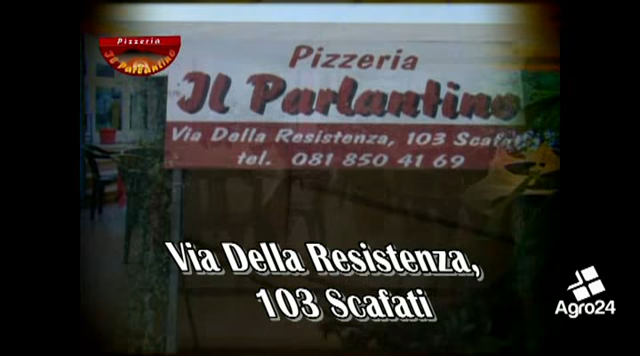 Pizzeria
Il Parlantino
Pizzeria
Il Parlantino
Via Della Resistenza, 103 Scafati
tel. 081 850 41 69
Via Della Resistenza,
103 Scafati
Agro24